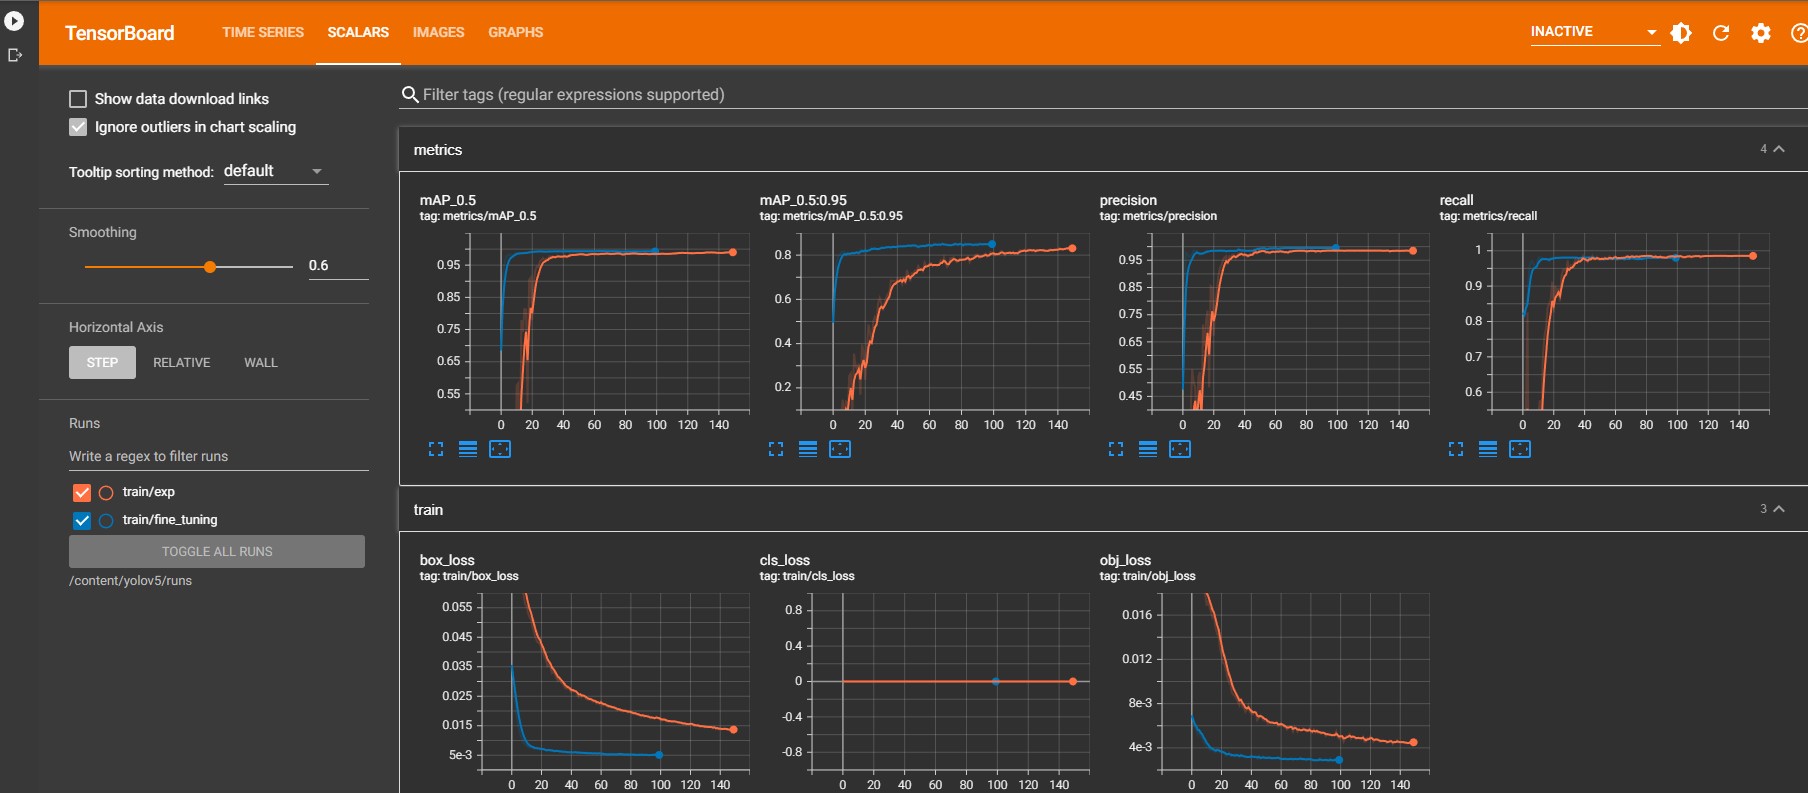 TensorBoard
TIME SERIES
SCALARS
IMAGES
GRAPHS
INACTIVE
Show data download links
Ignore outliers in chart scaling
Tooltip sorting method: default
Smoothing
0.6
Horizontal Axis
STEP
RELATIVE
WALL
Runs
Write a regex to filter runs
train/exp
train/fine_tuning
TOGGLE ALL RUNS
/content/yolov5/runs
Filter tags (regular expressions supported)
metrics
4
mAP_0.5
tag: metrics/mAP_0.5
0.95
0.85
0.75
0.65
0.55
0 20 40 60 80 100 120 140
mAP_0.5:0.95
tag: metrics/mAP_0.5:0.95
0.8
0.6
0.4
0.2
0 20 40 60 80 100 120 140
precision
tag: metrics/precision
0.95
0.85
0.75
0.65
0.55
0.45
0 20 40 60 80 100 120 140
recall
tag: metrics/recall
1
0.9
0.8
0.7
0.6
0 20 40 60 80 100 120 140
train
3
box_loss
tag: train/box_loss
0.055
0.045
0.035
0.025
0.015
5e-3
0 20 40 60 80 100 120 140
cls_loss
tag: train/cls_loss
0.8
0.4
0
-0.4
-0.8
0 20 40 60 80 100 120 140
obj_loss
tag: train/obj_loss
0.016
0.012
8e-3
4e-3
0 20 40 60 80 100 120 140